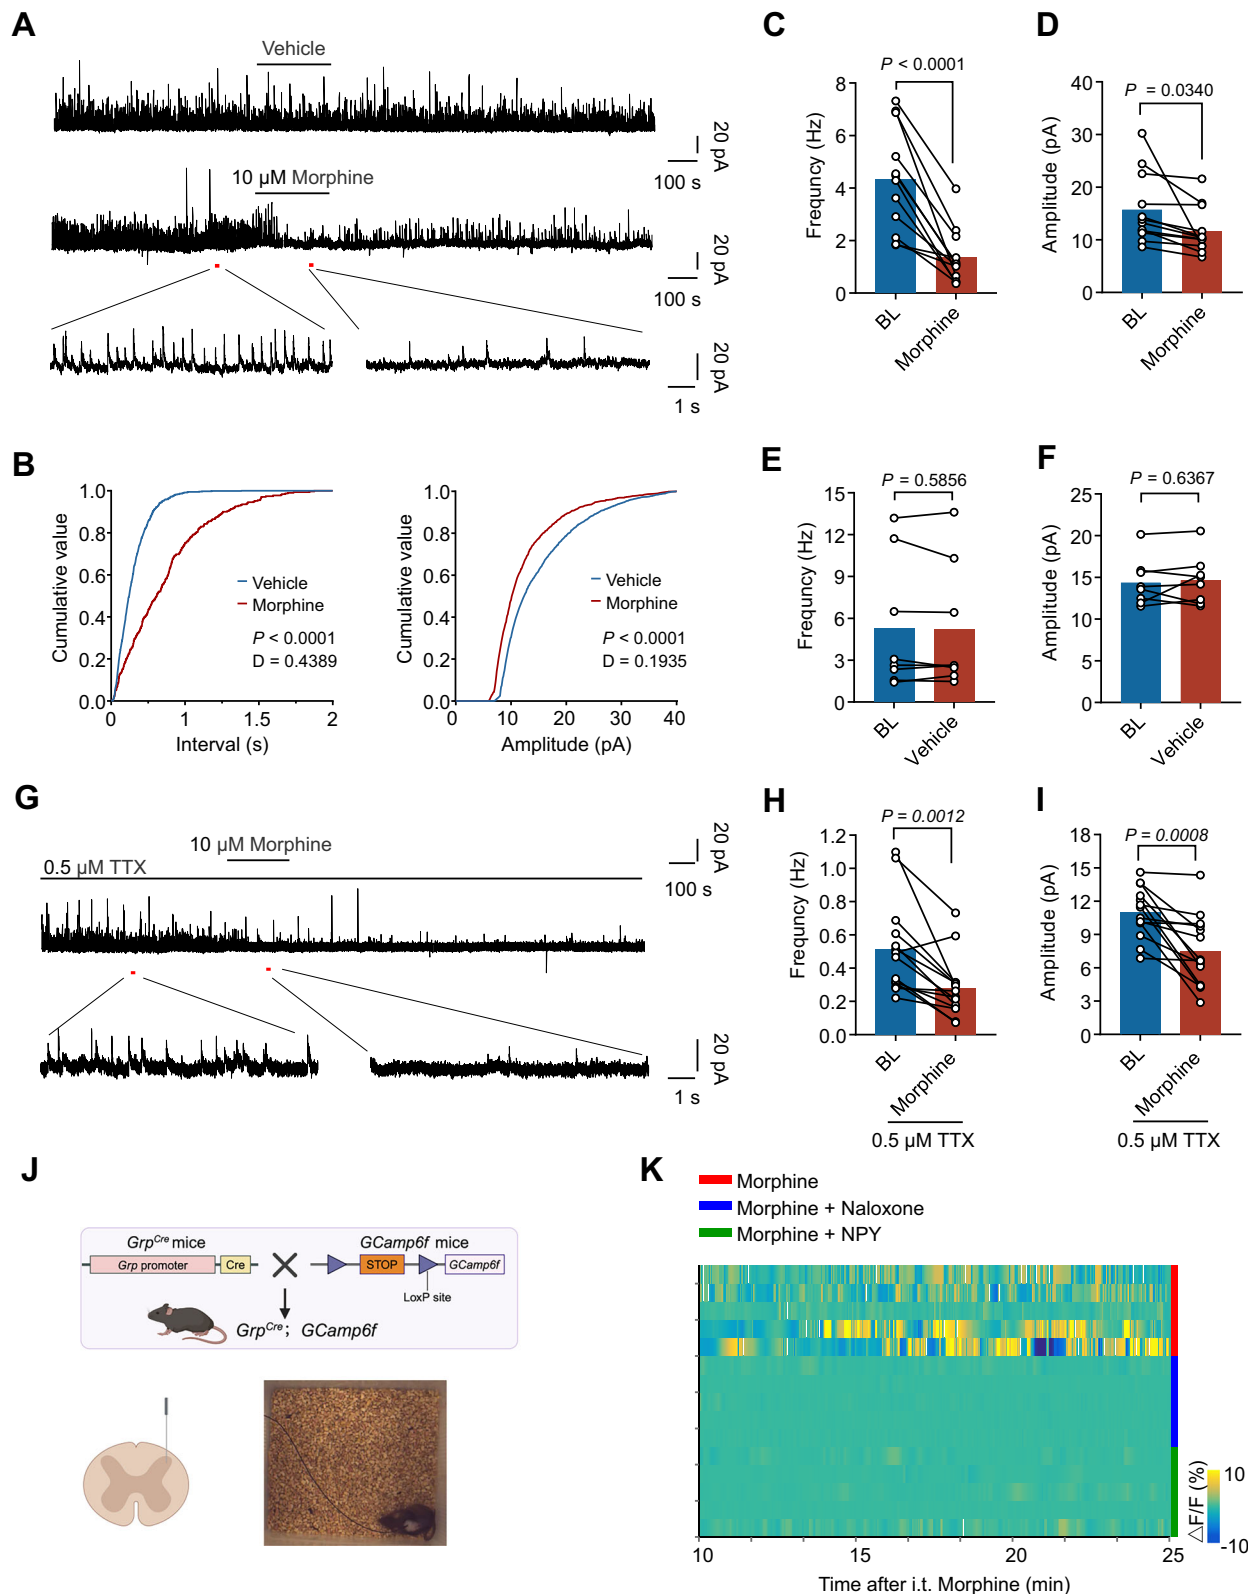 A
Vehicle
20 pA
100 s
10 µM Morphine
20 pA
100 s
20 pA
1 s
B
Cumulative value
1.0
0.8
0.6
0.4
0.2
0.0
0
1
1.5
2
Interval (s)
Vehicle
Morphine
P < 0.0001
D = 0.4389
Cumulative value
1.0
0.8
0.6
0.4
0.2
0.0
0
10
20
30
40
Amplitude (pA)
Vehicle
Morphine
P < 0.0001
D = 0.1935
C
P < 0.0001
Frequncy (Hz)
8
6
4
2
0
BL
Morphine
D
P = 0.0340
Amplitude (pA)
40
30
20
10
0
BL
Morphine
E
P = 0.5856
Frequncy (Hz)
15
12
9
6
3
0
BL
Vehicle
F
P = 0.6367
Amplitude (pA)
25
20
15
10
5
0
BL
Vehicle
G
10 µM Morphine
0.5 µM TTX
20 pA
100 s
20 pA
1 s
H
P = 0.0012
Frequncy (Hz)
1.2
0.8
0.6
0.4
0.2
0.0
BL
Morphine
0.5 µM TTX
I
P = 0.0008
Amplitude (pA)
18
15
12
9
6
3
0
BL
Morphine
0.5 µM TTX
J
Grp^Cre mice
Grp promoter
Cre
GCamp6f mice
STOP
GCamp6f
LoxP site
Grp^Cre; GCamp6f
K
Morphine
Morphine + Naloxone
Morphine + NPY
△F/F (%)
10
-10
10
15
20
25
Time after i.t. Morphine (min)